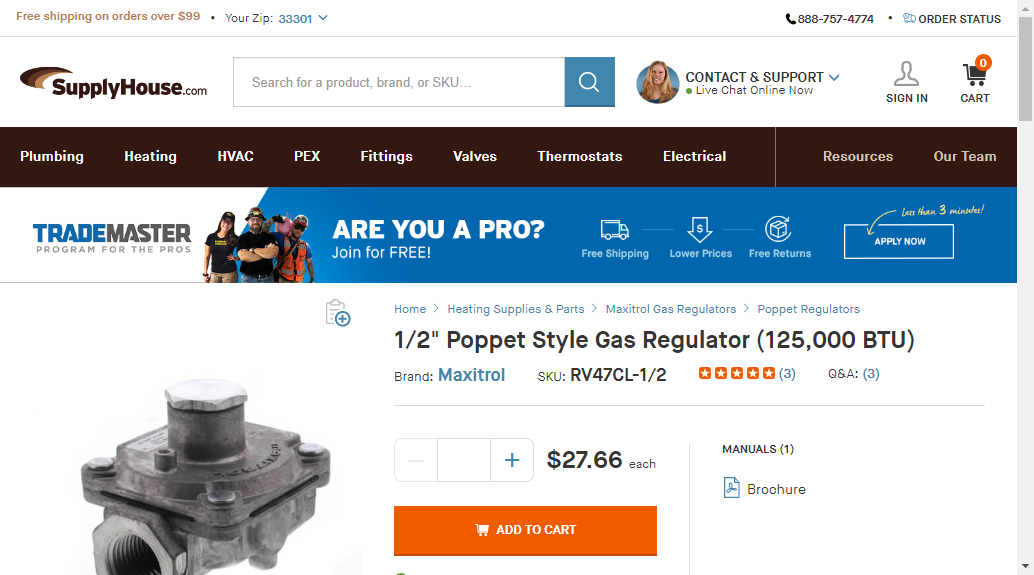 Free shipping on orders over $99 • Your Zip: 33301
888-757-4774 • ORDER STATUS
SupplyHouse.com
Search for a product, brand, or SKU...
CONTACT & SUPPORT
Live Chat Online Now
SIGN IN
0
CART
Plumbing Heating HVAC PEX Fittings Valves Thermostats Electrical Resources Our Team
TRADEMASTER
PROGRAM FOR THE PROS
ARE YOU A PRO?
Join for FREE!
Free Shipping
$
Lower Prices
Free Returns
less than 3 minutes!
APPLY NOW
Home > Heating Supplies & Parts > Maxitrol Gas Regulators > Poppet Regulators
1/2" Poppet Style Gas Regulator (125,000 BTU)
Brand: Maxitrol SKU: RV47CL-1/2 (3) Q&A: (3)
$27.66 each
ADD TO CART
MANUALS (1)
Brochure